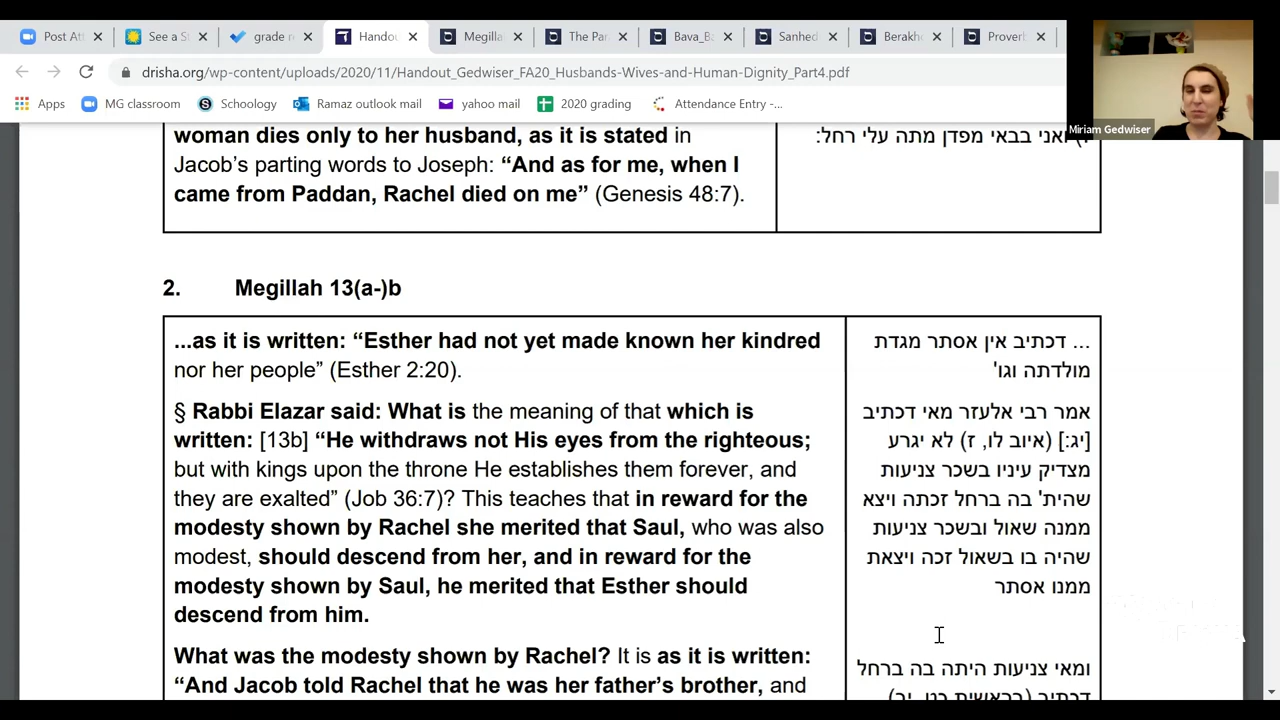 Post Att
See a St
grade r
Handou
Megilla
The Par
Bava_Ba
Sanhed
Berakho
Proverb
drisha.org/wp-content/uploads/2020/11/Handout_Gedwiser_FA20_Husbands-Wives-and-Human-Dignity_Part4.pdf
Apps
MG classroom
Schoology
Ramaz outlook mail
yahoo mail
2020 grading
Attendance Entry -...
Miriam Gedwiser
woman dies only to her husband, as it is stated in
Jacob's parting words to Joseph: “And as for me, when I
came from Paddan, Rachel died on me” (Genesis 48:7).
ואני בבאי מפדן מתה עלי רחל:
2. Megillah 13(a-)b
...as it is written: “Esther had not yet made known her kindred
nor her people” (Esther 2:20).
§ Rabbi Elazar said: What is the meaning of that which is
written: [13b] “He withdraws not His eyes from the righteous;
but with kings upon the throne He establishes them forever, and
they are exalted” (Job 36:7)? This teaches that in reward for the
modesty shown by Rachel she merited that Saul, who was also
modest, should descend from her, and in reward for the
modesty shown by Saul, he merited that Esther should
descend from him.
What was the modesty shown by Rachel? It is as it is written:
“And Jacob told Rachel that he was her father's brother, and
... דכתיב אין אסתר מגדת
מולדתה וגו'
אמר רבי אלעזר מאי דכתיב
[יג:] (איוב לו, ז) לא יגרע
מצדיק עיניו בשכר צניעות
שהית' בה ברחל זכתה ויצא
ממנה שאול ובשכר צניעות
שהיה בו בשאול זכה ויצאת
ממנו אסתר
ומאי צניעות היתה בה ברחל
דכתיב (בראשית כט, יב)